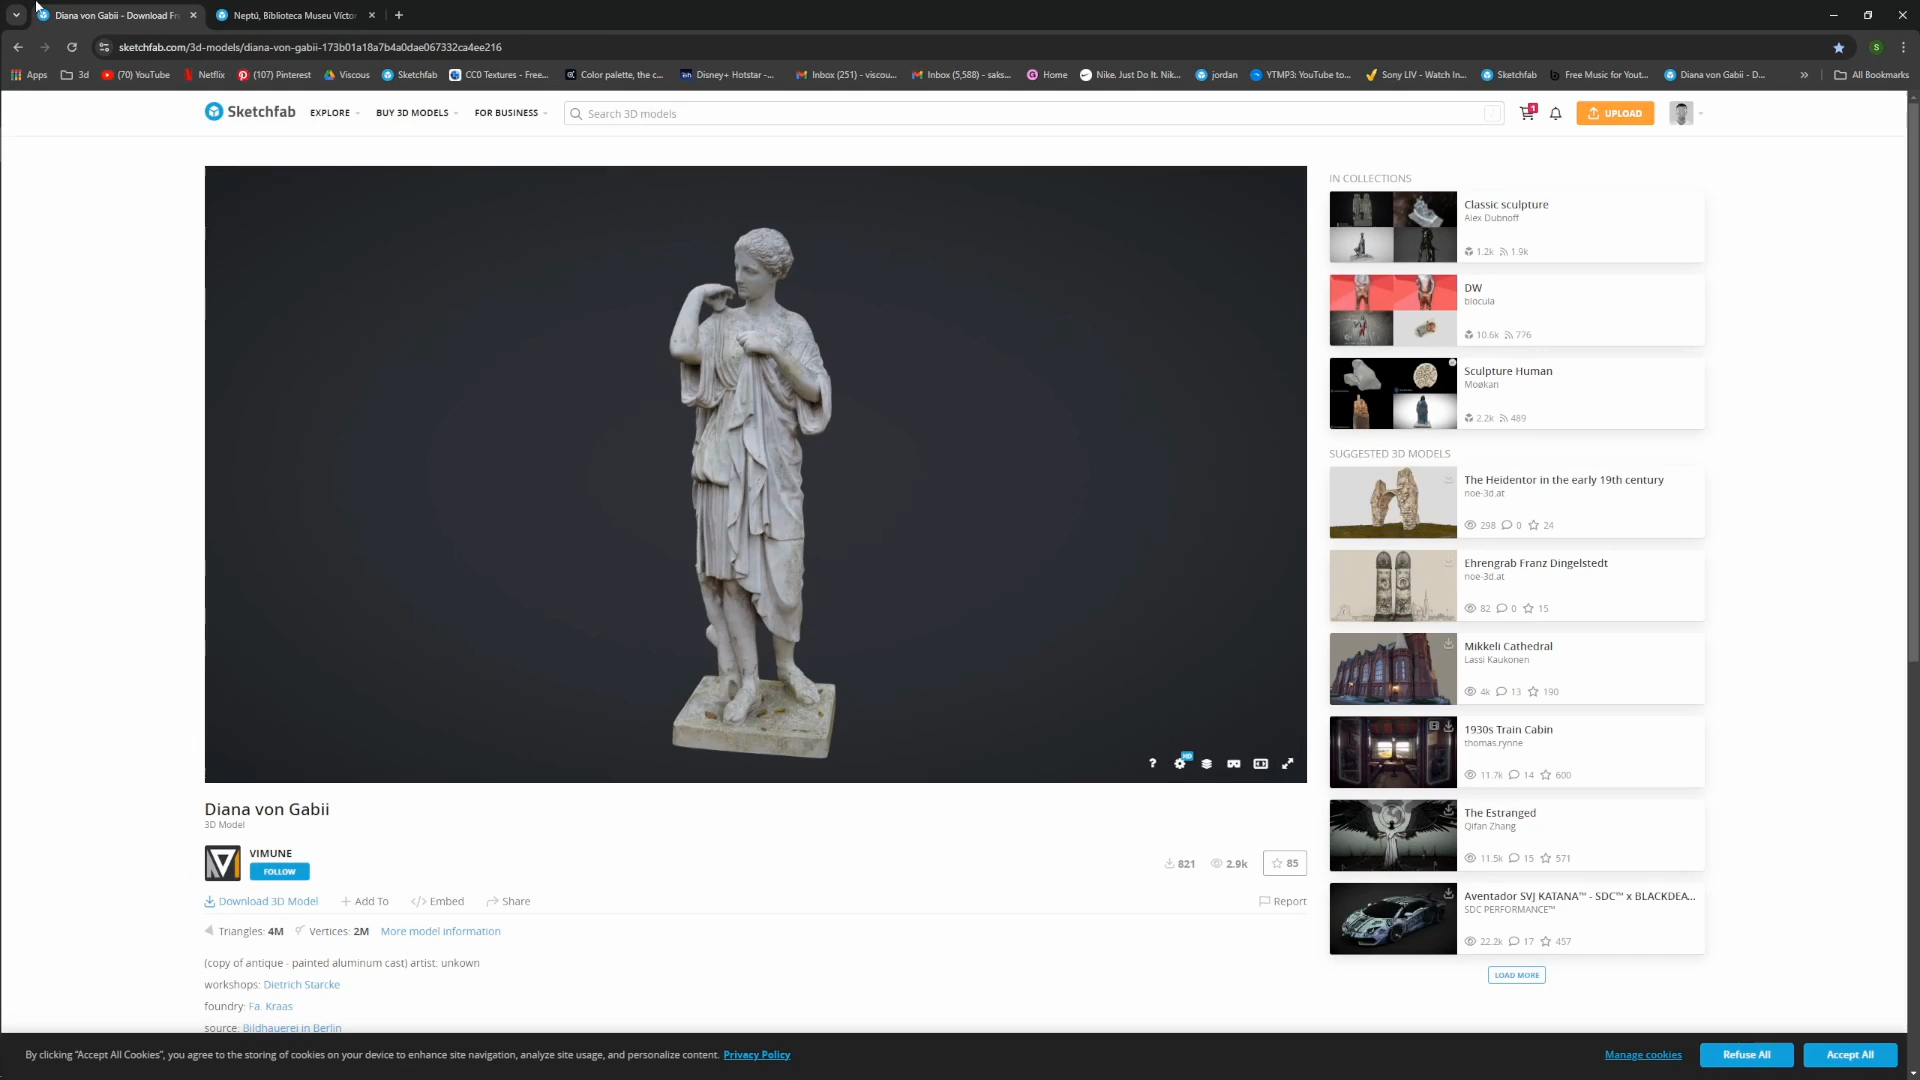 Diana von Gabii - Download Fr
Neptú, Biblioteca Museu Víctor
sketchfab.com/3d-models/diana-von-gabii-173b01a18a7b4a0dae067332ca4ee216
S
Apps
3d
(70) YouTube
Netflix
(107) Pinterest
Viscous
Sketchfab
CC0 Textures - Free...
Color palette, the c...
Disney+ Hotstar -...
Inbox (251) - viscou...
Inbox (5,588) - saks...
Home
Nike. Just Do It. Nik...
jordan
YTMP3: YouTube to...
Sony LIV - Watch In...
Sketchfab
Free Music for Yout...
Diana von Gabii - D...
»
All Bookmarks
Sketchfab
EXPLORE
BUY 3D MODELS
FOR BUSINESS
Search 3D models
/
1
UPLOAD
HD
Diana von Gabii
3D Model
VIMUNE
FOLLOW
821
2.9k
85
Download 3D Model
Add To
Embed
Share
Report
Triangles: 4M
Vertices: 2M
More model information
(copy of antique - painted aluminum cast) artist: unkown
workshops: Dietrich Starcke
foundry: Fa. Kraas
source: Bildhauerei in Berlin
IN COLLECTIONS
Classic sculpture
Alex Dubnoff
1.2k
1.9k
DW
biocula
10.6k
776
Sculpture Human
Moøkan
2.2k
489
SUGGESTED 3D MODELS
The Heidentor in the early 19th century
noe-3d.at
298
0
24
Ehrengrab Franz Dingelstedt
noe-3d.at
82
0
15
Mikkeli Cathedral
Lassi Kaukonen
4k
13
190
1930s Train Cabin
thomas.rynne
11.7k
14
600
The Estranged
Qifan Zhang
11.5k
15
571
Aventador SVJ KATANA™ - SDC™ x BLACKDEA...
SDC PERFORMANCE™
22.2k
17
457
LOAD MORE
By clicking "Accept All Cookies", you agree to the storing of cookies on your device to enhance site navigation, analyze site usage, and personalize content. Privacy Policy
Manage cookies
Refuse All
Accept All